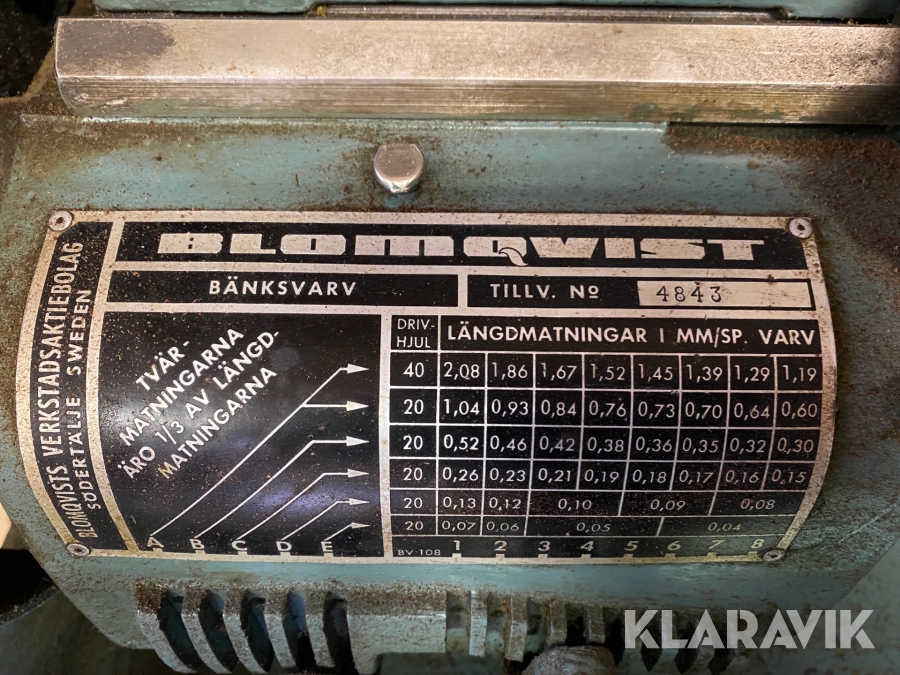 BLOMQVISTS VERKSTADSAKTIEBOLAG
SÖDERTÄLJE SWEDEN
BLOMQVIST
BÄNKSVARV
TILLV. Nº 4843
TVÄR-
MATNINGARNA
ÄRO 1/3 AV LÄNGD-
MATNINGARNA
DRIV-
HJUL
LÄNGDMATNINGAR I MM/SP. VARV
40 2,08 1,86 1,67 1,52 1,45 1,39 1,29 1,19
20 1,04 0,93 0,84 0,76 0,73 0,70 0,64 0,60
20 0,52 0,46 0,42 0,38 0,36 0,35 0,32 0,30
20 0,26 0,23 0,21 0,19 0,18 0,17 0,16 0,15
20 0,13 0,12 0,10 0,09 0,08
20 0,07 0,06 0,05 0,04
A B C D E
BV-108 1 2 3 4 5 6 7 8
KLARAVIK